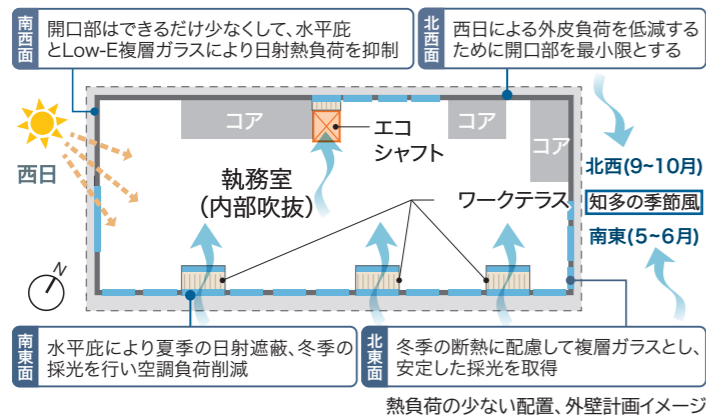 南西面
開口部はできるだけ少なくして、水平庇
とLow-E複層ガラスにより日射熱負荷を抑制
北西面
西日による外皮負荷を低減する
ために開口部を最小限とする
西日
コア
エコ
シャフト
コア
コア
執務室
(内部吹抜)
ワークテラス
北西(9~10月)
知多の季節風
南東(5~6月)
N
南東面
水平庇により夏季の日射遮蔽、冬季の
採光を行い空調負荷削減
北東面
冬季の断熱に配慮して複層ガラスとし、
安定した採光を取得
熱負荷の少ない配置、外壁計画イメージ